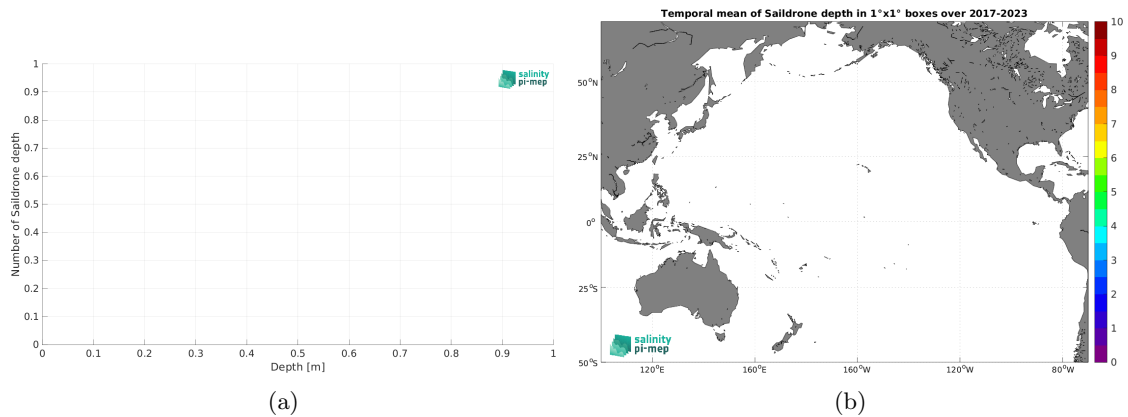 Temporal mean of Saildrone depth in 1°x1° boxes over 2017-2023
salinity
pi-mep
Number of Saildrone depth
1
0.9
0.8
0.7
0.6
0.5
0.4
0.3
0.2
0.1
0
0 0.1 0.2 0.3 0.4 0.5 0.6 0.7 0.8 0.9 1
Depth [m]
(a)
50°N
25°N
0°
25°S
50°S
120°E 160°E 160°W 120°W 80°W
salinity
pi-mep
10
9
8
7
6
5
4
3
2
1
0
(b)